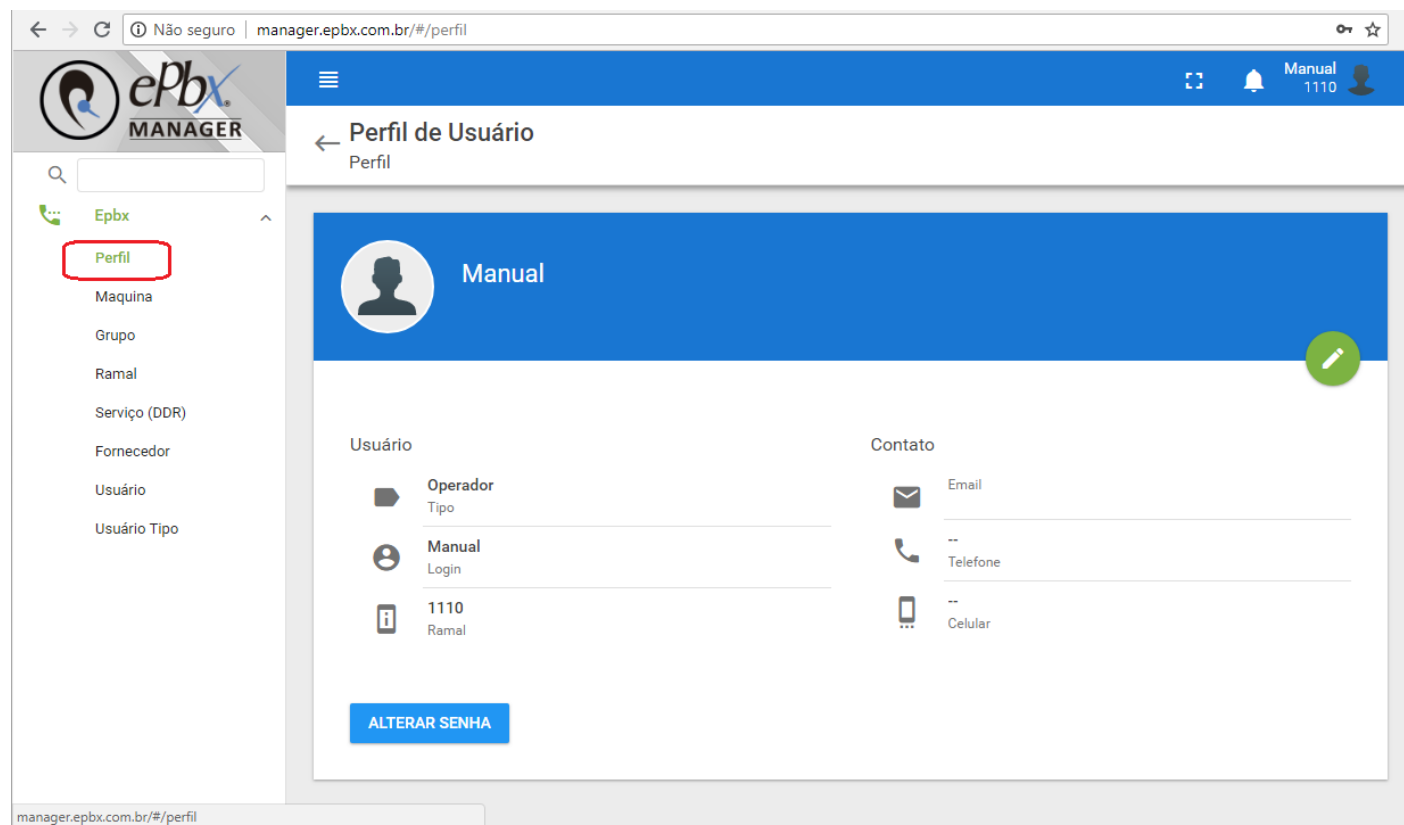 Não seguro | manager.epbx.com.br/#/perfil
ePbx®
MANAGER
Manual
1110
Perfil de Usuário
Perfil
Epbx
Perfil
Maquina
Grupo
Ramal
Serviço (DDR)
Fornecedor
Usuário
Usuário Tipo
Manual
Usuário
Operador
Tipo
Manual
Login
1110
Ramal
Contato
Email
--
Telefone
--
Celular
ALTERAR SENHA
manager.epbx.com.br/#/perfil